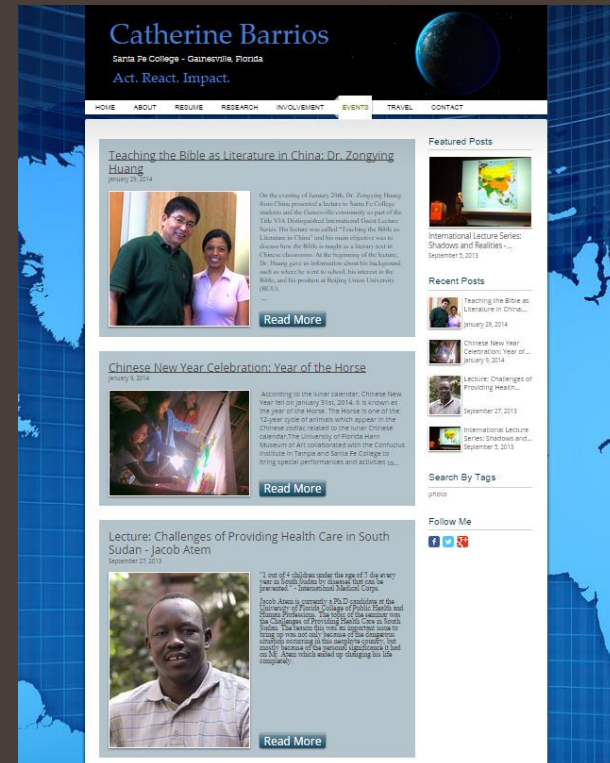 Catherine Barrios
Santa Fe College - Gainesville, Florida
Act. React. Impact.
HOME ABOUT RESUME RESEARCH INVOLVEMENT EVENTS TRAVEL CONTACT
Teaching the Bible as Literature in China: Dr. Zongying
Huang
January 29, 2014
On the evening of January 29th, Dr. Zongying Huang
from China presented a lecture to Santa Fe College
students and the Gainesville community as part of the
Title VIA Distinguished International Guest Lecture
Series. His lecture was called "Teaching the Bible as
Literature in China" and his main objective was to
discuss how the Bible is taught as a literary text in
Chinese classrooms. At the beginning of the lecture,
Dr. Huang gave us information about his background
such as where he went to school, his interest in the
Bible, and his position at Beijing Union University
(BUU).
...
Read More
Chinese New Year Celebration: Year of the Horse
January 9, 2014
According to the lunar calendar, Chinese New
Year fell on January 31st, 2014. It is known as
the year of the Horse. The Horse is one of the
12-year cycle of animals which appear in the
Chinese zodiac related to the lunar Chinese
calendar.The University of Florida Harn
Museum of Art collaborated with the Confucius
Institute in Tampa and Santa Fe College to
bring special performances and activities to...
Read More
Lecture: Challenges of Providing Health Care in South
Sudan - Jacob Atem
September 27, 2013
"1 out of 4 children under the age of 5 die every
year in South Sudan by diseases that can be
prevented." - International Medical Corps
Jacob Atem is currently a Ph.D candidate at the
University of Florida College of Public Health and
Human Professions. The topic of the seminar was
the Challenges of Providing Health Care in South
Sudan. The reason this was an important issue to
bring up was not only because of the dangerous
situation occurring in this neophyte country, but
mostly because of the personal significance it had
on Mr. Atem which ended up changing his life
completely.
Read More
Featured Posts
International Lecture Series:
Shadows and Realities -...
September 5, 2013
Recent Posts
Teaching the Bible as
Literature in China:...
January 29, 2014
Chinese New Year
Celebration: Year of...
January 9, 2014
Lecture: Challenges of
Providing Health...
September 27, 2013
International Lecture
Series: Shadows and...
September 5, 2013
Search By Tags
photo
Follow Me